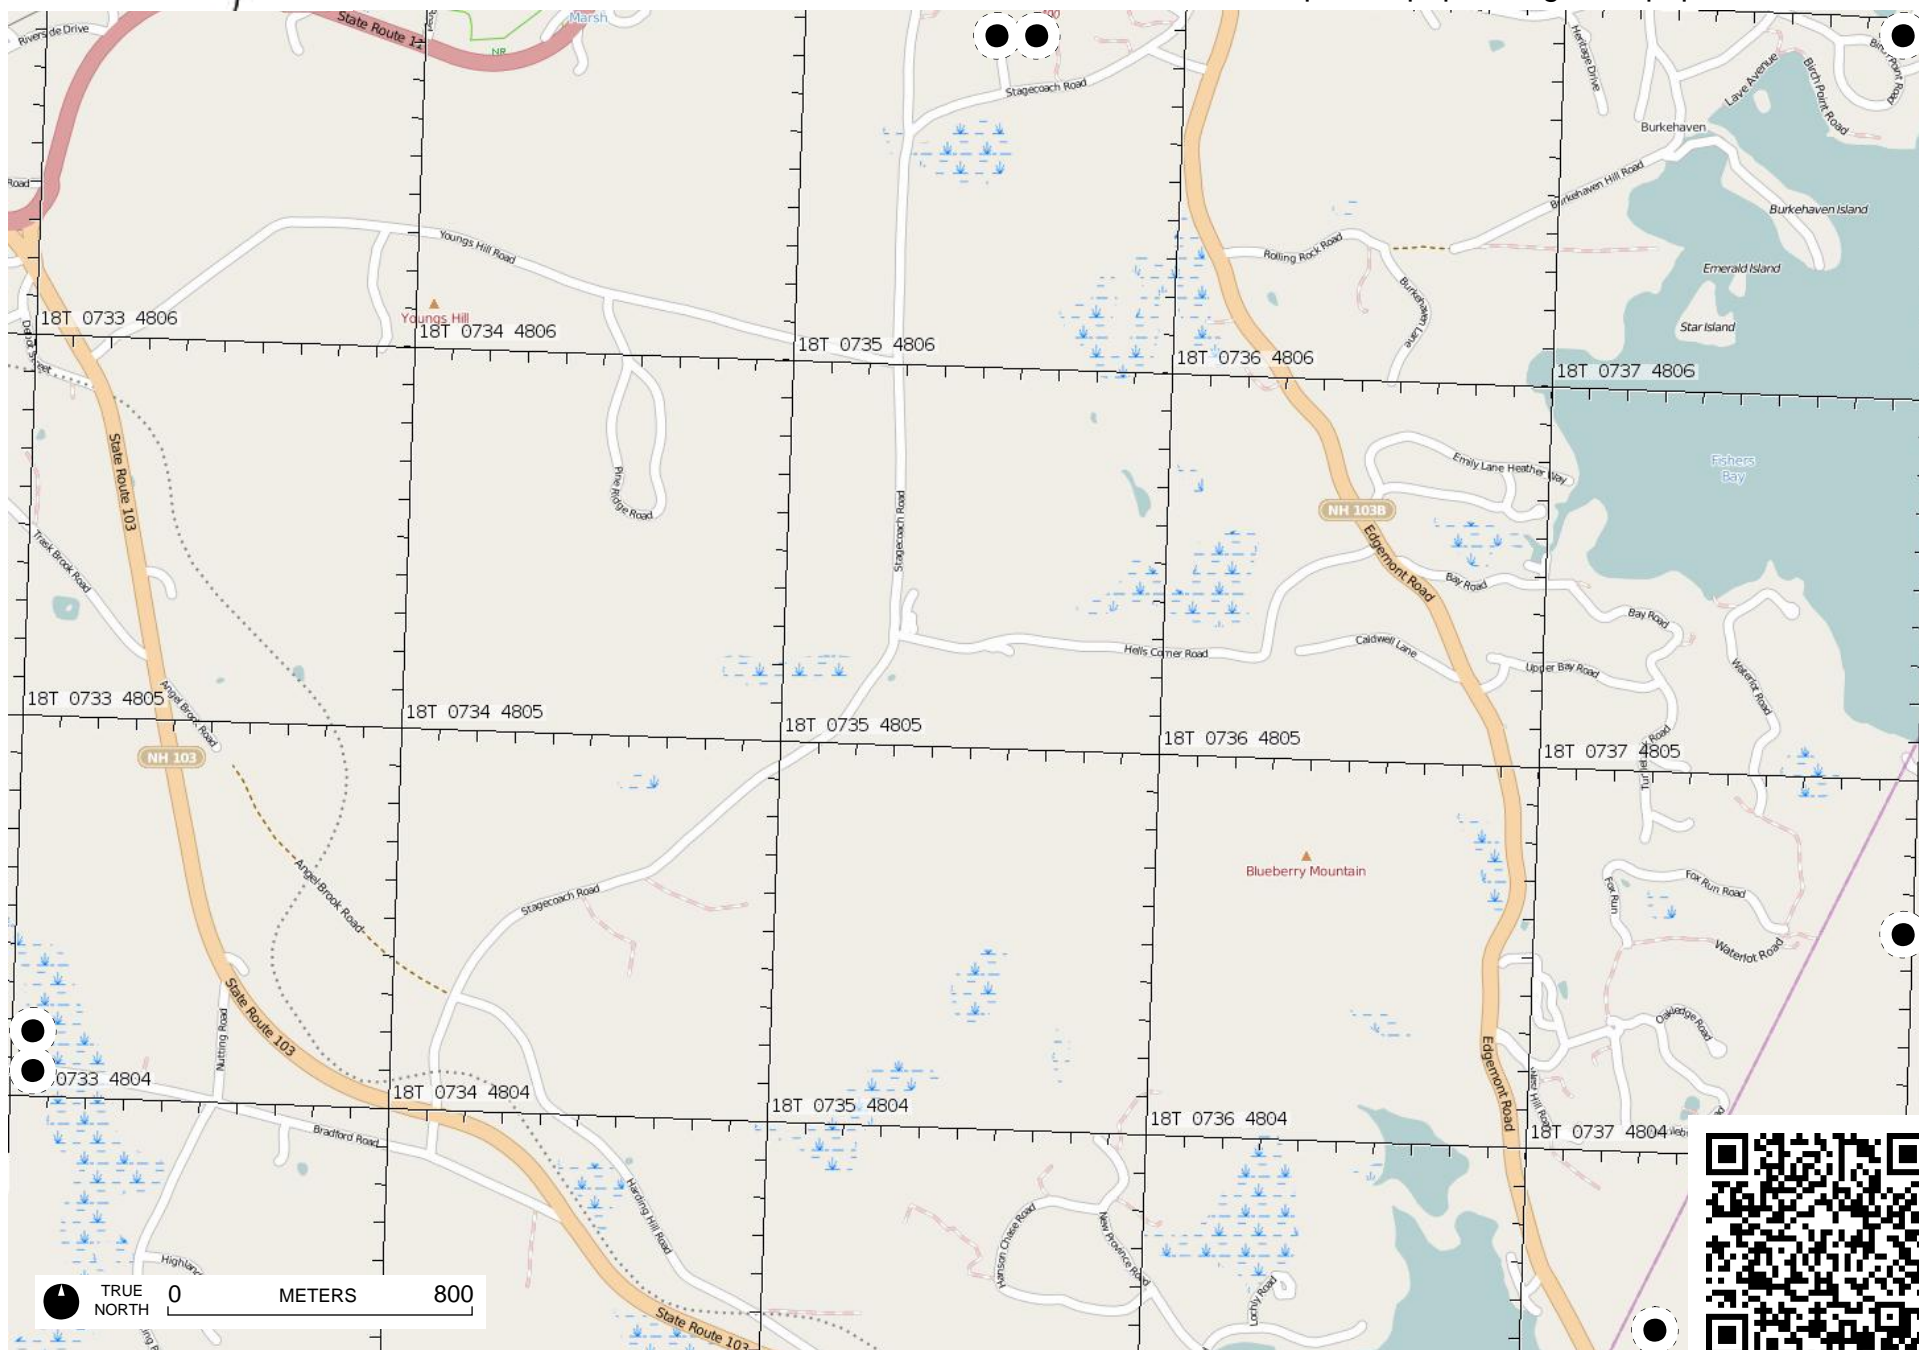 Riverside Drive
State Route 11
NR
Marsh
Stagecoach Road
Heritage Drive
Lave Avenue
Birch Point Road
Birch Point Road
Burkehaven
Road
Burkehaven Hill Road
Burkehaven Island
Youngs Hill Road
Rolling Rock Road
Emerald Island
Burkehaven Lane
Star Island
Youngs Hill
18T 0733 4806
18T 0734 4806
18T 0735 4806
18T 0736 4806
18T 0737 4806
State Route 103
Pine Ridge Road
Stagecoach Road
Emily Lane Heather Way
Fishers
Bay
NH 103B
Edgemont Road
Trask Brook Road
Bay Road
Bay Road
Hells Corner Road
Caldwell Lane
Upper Bay Road
Waterlot Road
Angel Brook Road
18T 0733 4805
18T 0734 4805
18T 0735 4805
18T 0736 4805
18T 0737 4805
Road
NH 103
Blueberry Mountain
Angel Brook Road
Stagecoach Road
Fox Run
Fox Run Road
Waterlot Road
State Route 103
Nutting Road
Oakledge Road
Edgemont Road
0733 4804
18T 0734 4804
18T 0735 4804
18T 0736 4804
18T 0737 4804
Bradford Road
Harding Hill Road
Hanson Chase Road
New Province Road
Lochly Road
State Route 103
TRUE
NORTH
0 METERS 800